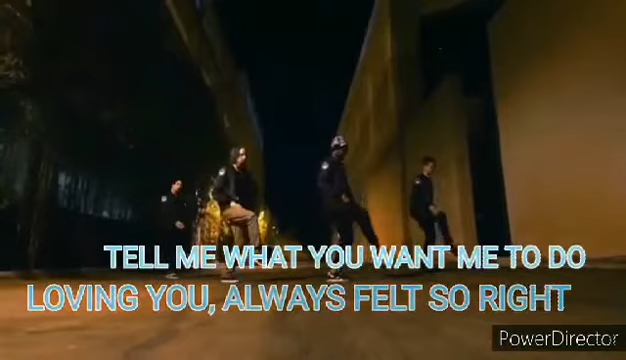 TELL ME WHAT YOU WANT ME TO DO
LOVING YOU, ALWAYS FELT SO RIGHT
PowerDirector